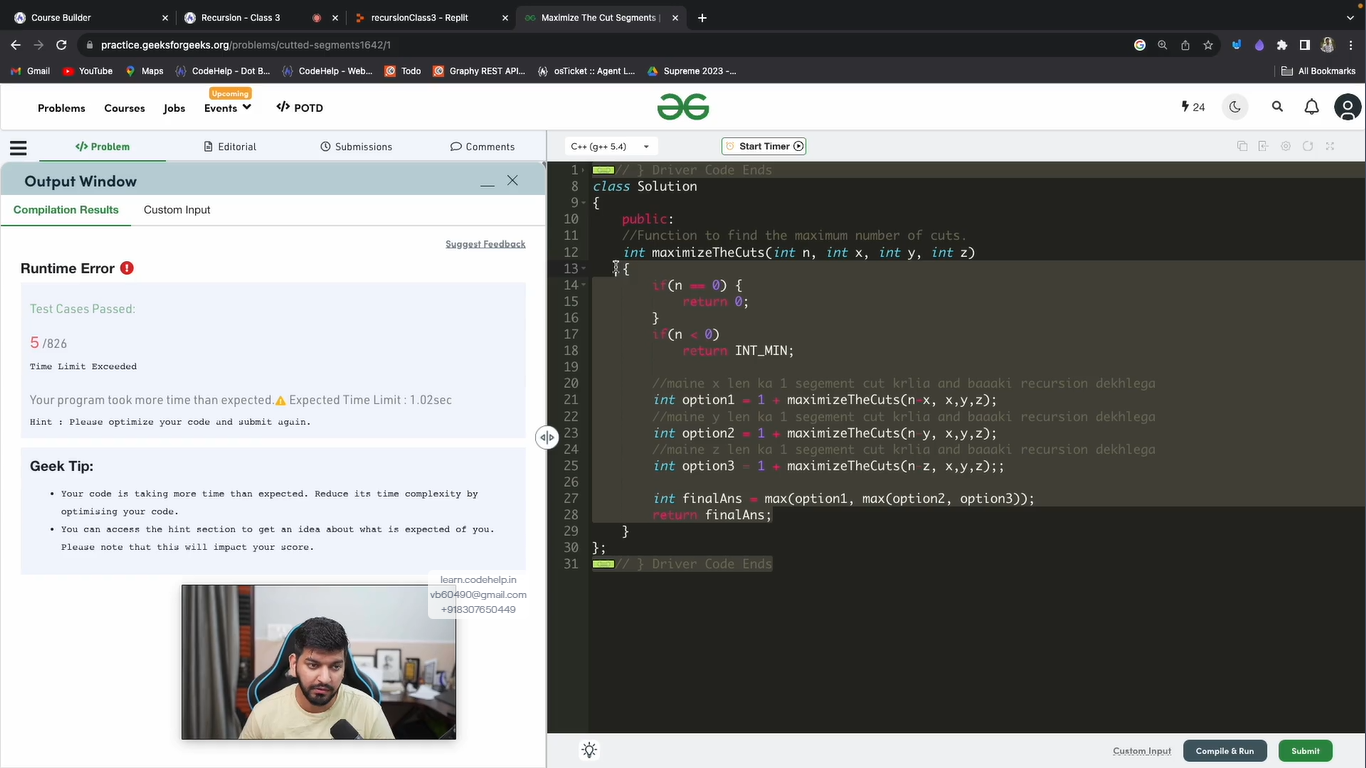 Course Builder
Recursion - Class 3
recursionClass3 - Replit
Maximize The Cut Segments |
practice.geeksforgeeks.org/problems/cutted-segments1642/1
Gmail
YouTube
Maps
CodeHelp - Dot B...
CodeHelp - Web...
Todo
Graphy REST API...
osTicket :: Agent L...
Supreme 2023 -...
All Bookmarks
Problems
Courses
Jobs
Upcoming
Events
POTD
24
Problem
Editorial
Submissions
Comments
C++ (g++ 5.4)
Start Timer
Output Window
Compilation Results
Custom Input
Suggest Feedback
Runtime Error
Test Cases Passed:
5 /826
Time Limit Exceeded
Your program took more time than expected. Expected Time Limit : 1.02sec
Hint : Please optimize your code and submit again.
Geek Tip:
Your code is taking more time than expected. Reduce its time complexity by
optimising your code.
You can access the hint section to get an idea about what is expected of you.
Please note that this will impact your score.
learn.codehelp.in
vb60490@gmail.com
+918307650449
1 // } Driver Code Ends
8 class Solution
9 {
10 public:
11 //Function to find the maximum number of cuts.
12 int maximizeTheCuts(int n, int x, int y, int z)
13 {
14 if(n == 0) {
15 return 0;
16 }
17 if(n < 0)
18 return INT_MIN;
19
20 //maine x len ka 1 segement cut krlia and baaki recursion dekhlega
21 int option1 = 1 + maximizeTheCuts(n-x, x,y,z);
22 //maine y len ka 1 segement cut krlia and baaki recursion dekhlega
23 int option2 = 1 + maximizeTheCuts(n-y, x,y,z);
24 //maine z len ka 1 segement cut krlia and baaki recursion dekhlega
25 int option3 = 1 + maximizeTheCuts(n-z, x,y,z);;
26
27 int finalAns = max(option1, max(option2, option3));
28 return finalAns;
29 }
30 };
31 // } Driver Code Ends
Custom Input
Compile & Run
Submit